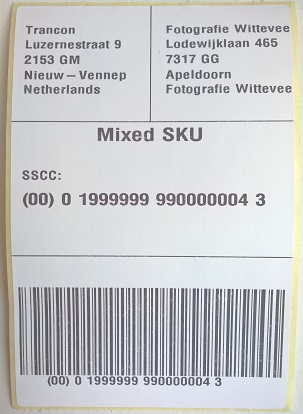 Trancon
Luzernestraat 9
2153 GM
Nieuw – Vennep
Netherlands
Fotografie Wittevee
Lodewijklaan 465
7317 GG
Apeldoorn
Fotografie Wittevee
Mixed SKU
SSCC:
(00) 0 1999999 990000004 3
(00) 0 1999999 990000004 3